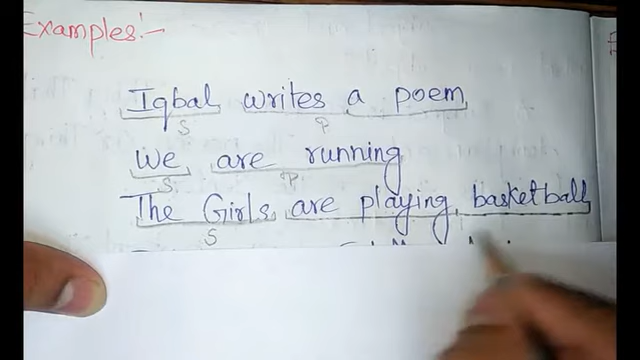 Examples:-
Iqbal writes a poem
S P
We are running
S P
The Girls are playing basketball
S